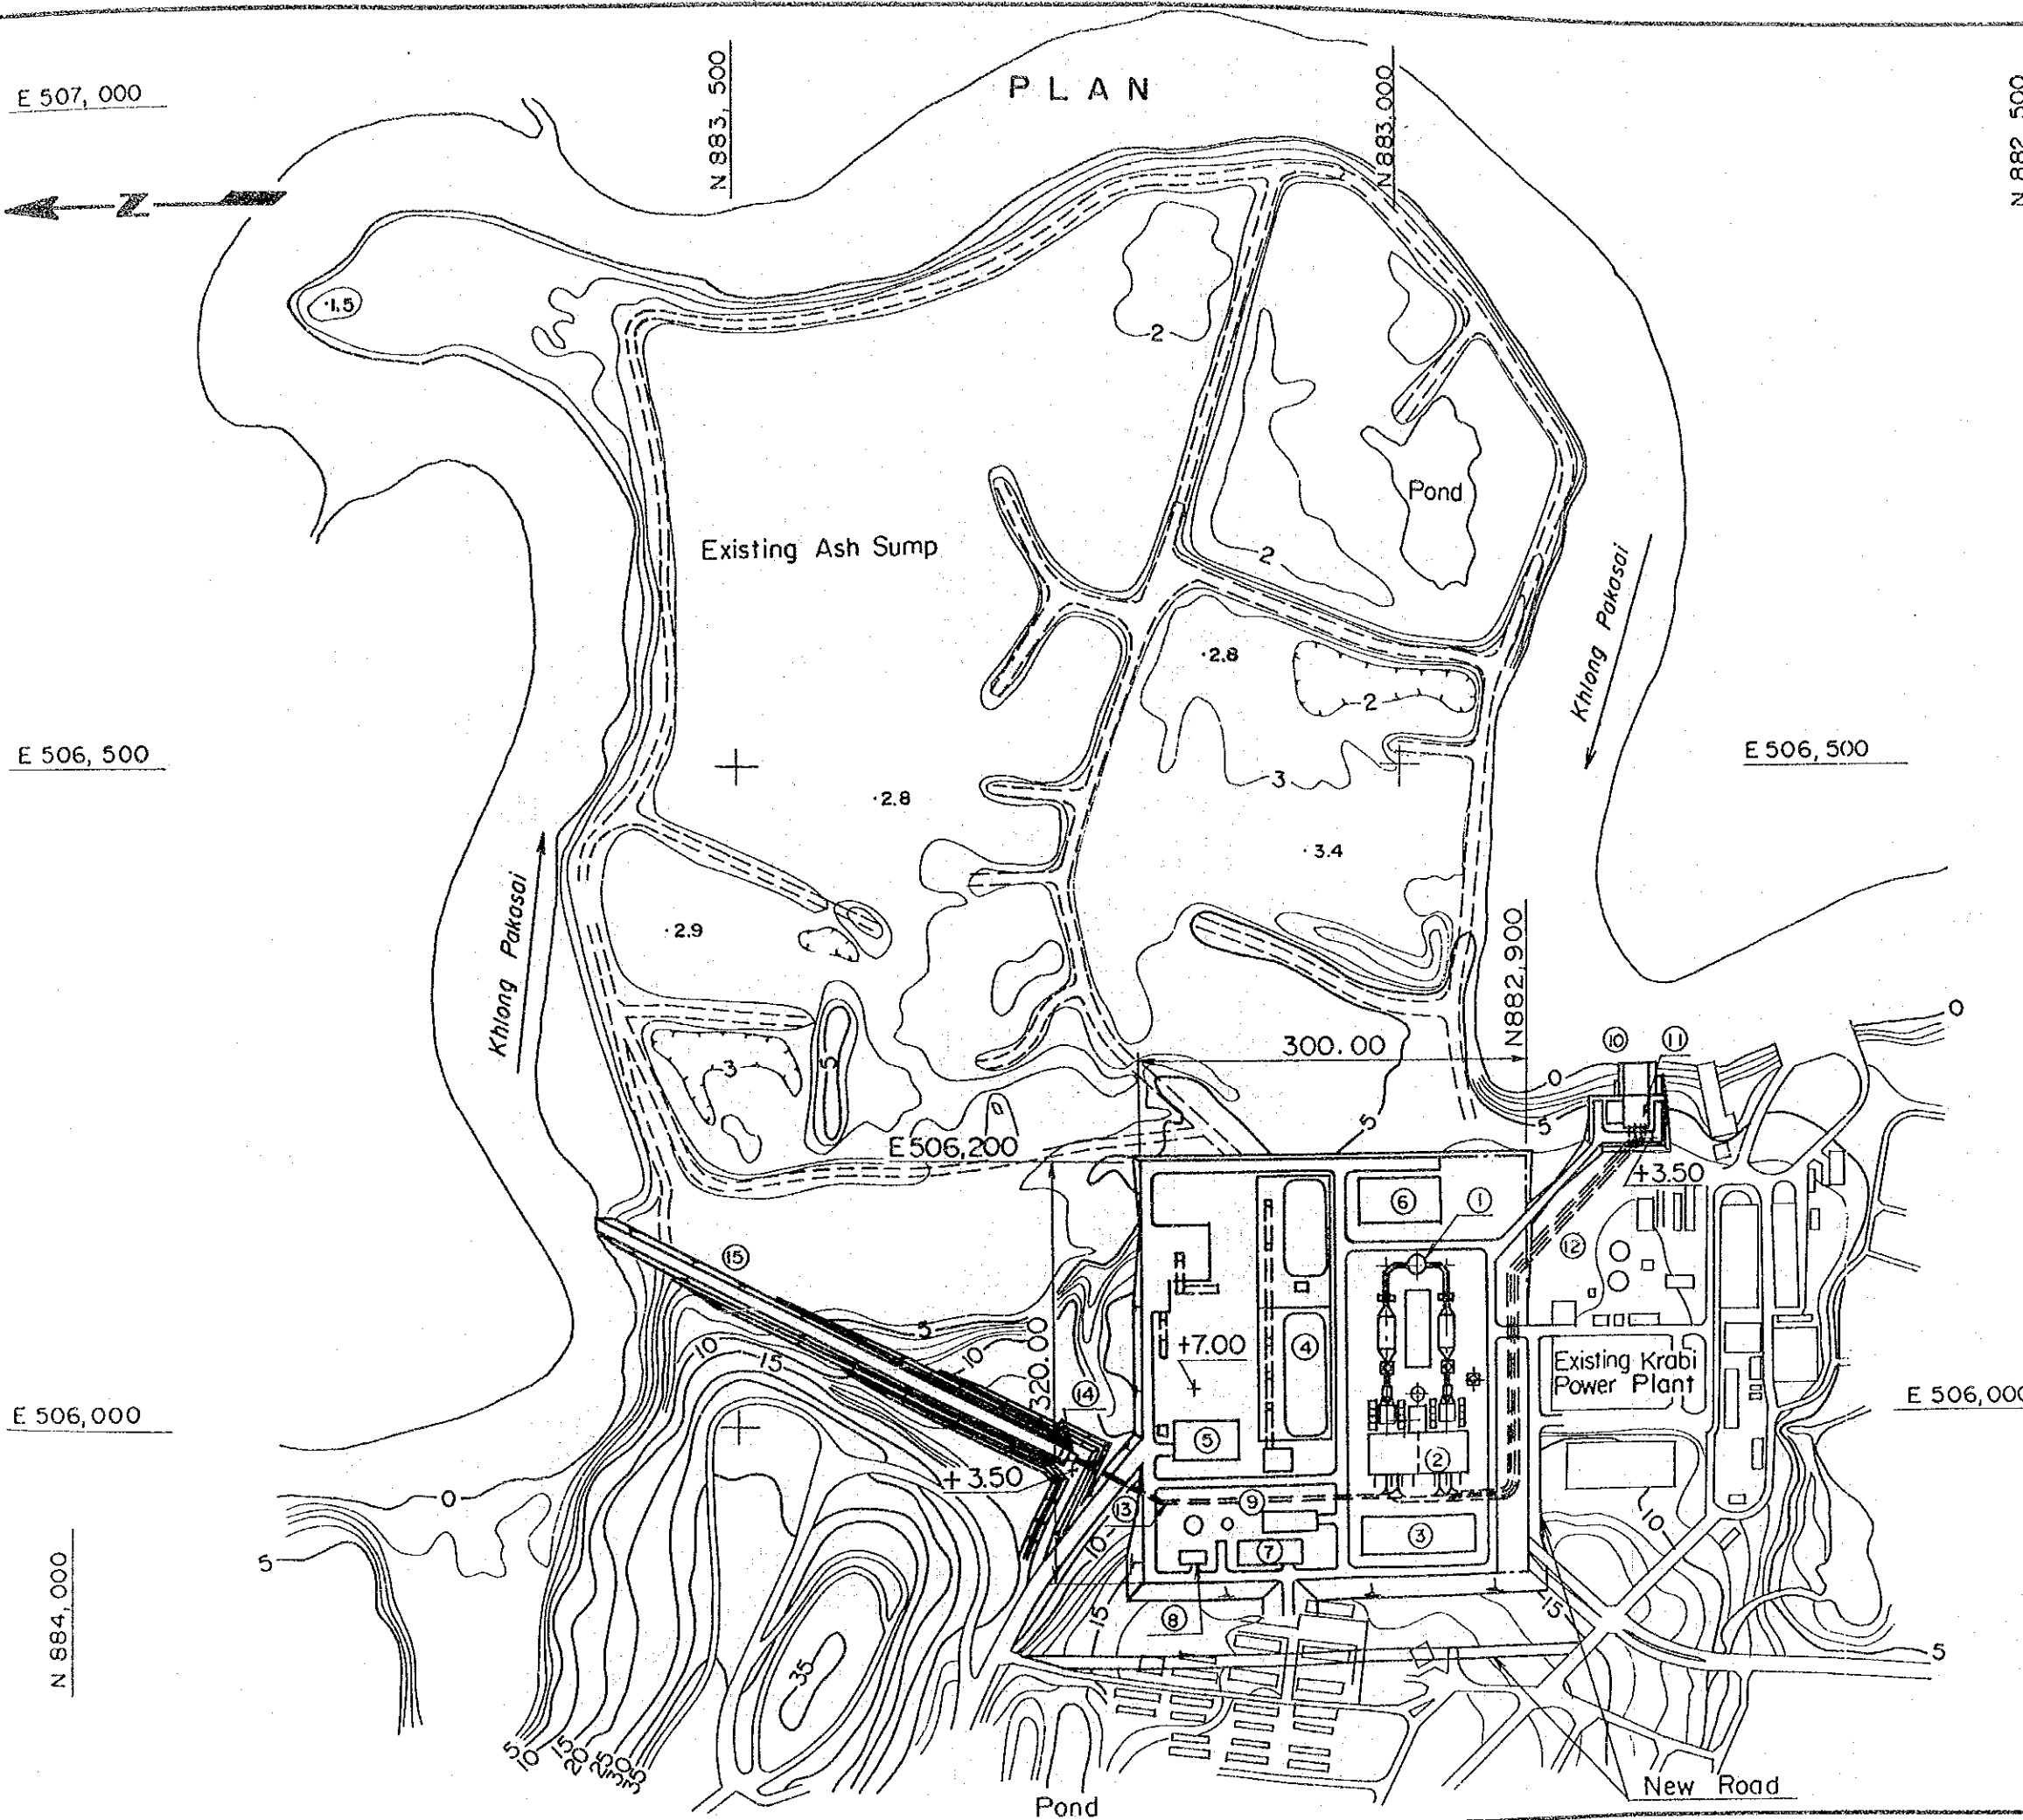 PLAN
E 507, 000
N 883, 500
N 883,000
N 882 500
Z
·1.5
2
Pond
Existing Ash Sump
2
Khlong Pakasai
·2.8
2
E 506, 500
E 506, 500
3
·2.8
·3.4
Khlong Pakasai
·2.9
N882,900
0
300.00
10
11
3
5
0
5
5
E506,200
+3.50
6
1
15
12
5
10
15
10
320.00
+7.00
4
Existing Krabi
Power Plant
14
E 506,000
E 506,000
5
2
+3.50
0
13
9
10
10
3
7
5
15
8
15
N 884,000
35
5
5
10
15
20
25
30
35
New Road
Pond